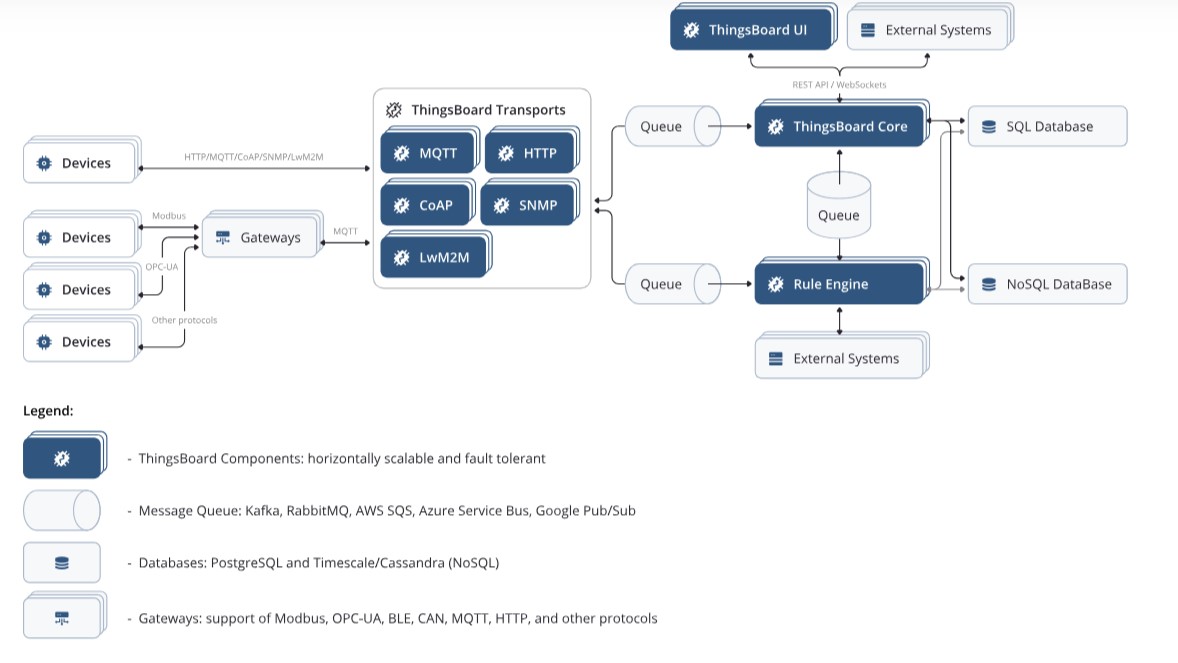 ThingsBoard UI
External Systems
REST API / WebSockets
ThingsBoard Transports
MQTT
HTTP
CoAP
SNMP
LwM2M
Queue
ThingsBoard Core
SQL Database
Devices
HTTP/MQTT/CoAP/SNMP/LwM2M
Devices
Modbus
Gateways
MQTT
Queue
OPC-UA
Devices
Queue
Rule Engine
NoSQL DataBase
Other protocols
Devices
External Systems
Legend:
- ThingsBoard Components: horizontally scalable and fault tolerant
- Message Queue: Kafka, RabbitMQ, AWS SQS, Azure Service Bus, Google Pub/Sub
- Databases: PostgreSQL and Timescale/Cassandra (NoSQL)
- Gateways: support of Modbus, OPC-UA, BLE, CAN, MQTT, HTTP, and other protocols